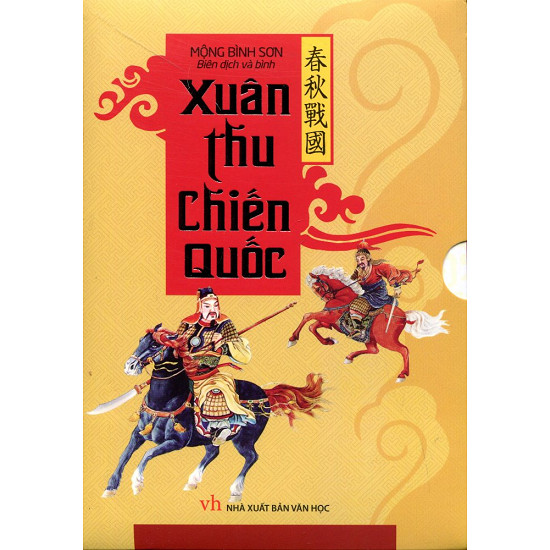 MỘNG BÌNH SƠN
Biên dịch và bình
Xuân
thu
Chiến
Quốc
春秋戰國
vh NHÀ XUẤT BẢN VĂN HỌC